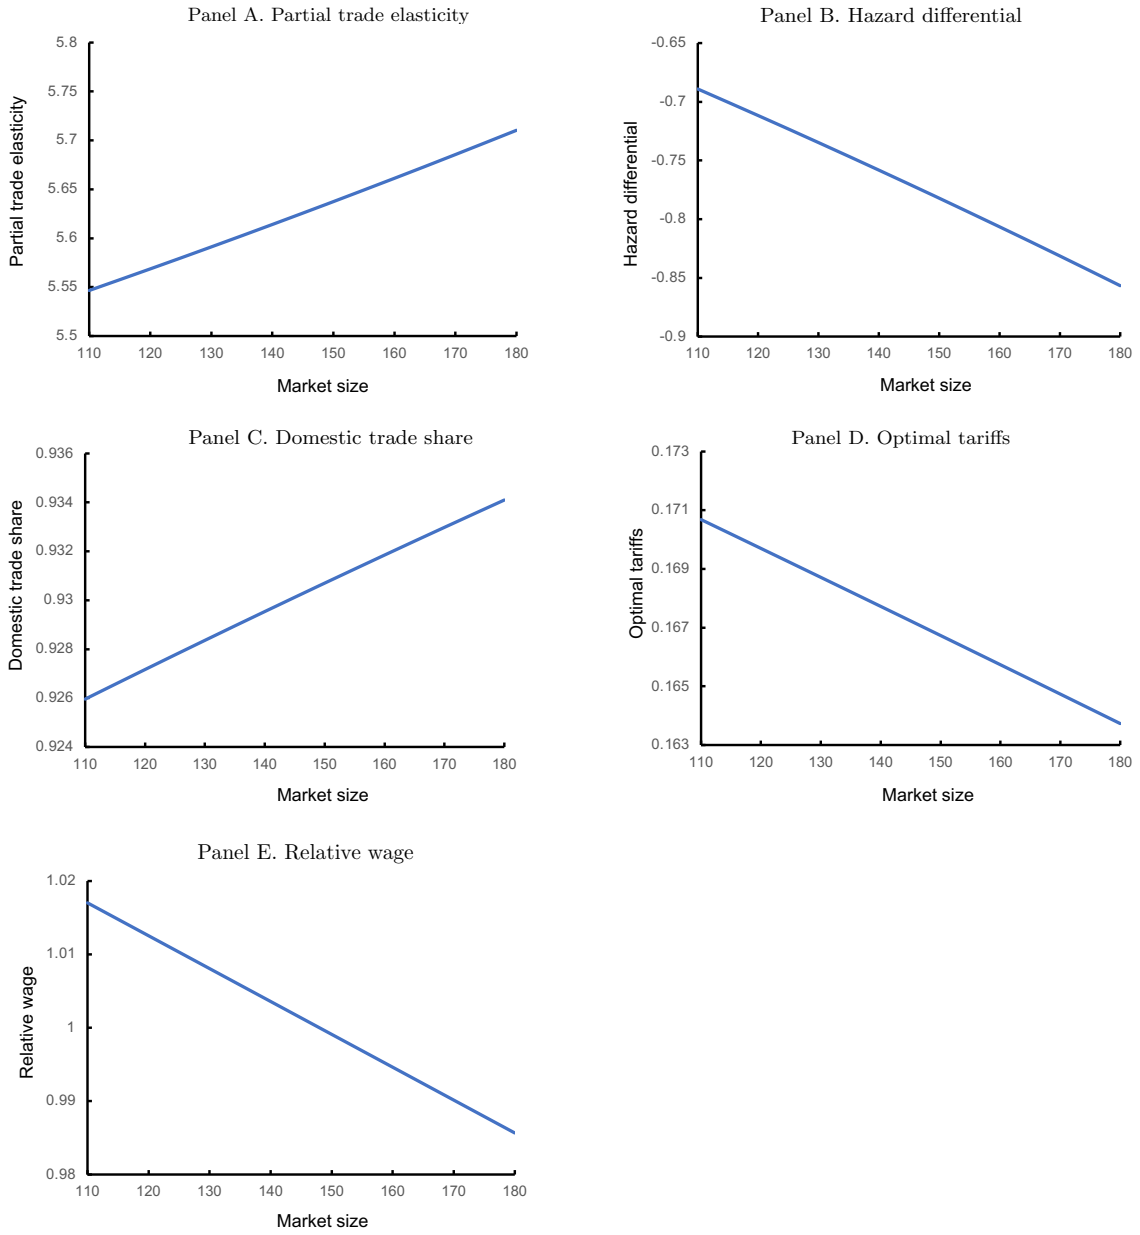 Panel A. Partial trade elasticity
Partial trade elasticity
5.8
5.75
5.7
5.65
5.6
5.55
5.5
110 120 130 140 150 160 170 180
Market size
Panel B. Hazard differential
Hazard differential
-0.65
-0.7
-0.75
-0.8
-0.85
-0.9
110 120 130 140 150 160 170 180
Market size
Panel C. Domestic trade share
Domestic trade share
0.936
0.934
0.932
0.93
0.928
0.926
0.924
110 120 130 140 150 160 170 180
Market size
Panel D. Optimal tariffs
Optimal tariffs
0.173
0.171
0.169
0.167
0.165
0.163
110 120 130 140 150 160 170 180
Market size
Panel E. Relative wage
Relative wage
1.02
1.01
1
0.99
0.98
110 120 130 140 150 160 170 180
Market size